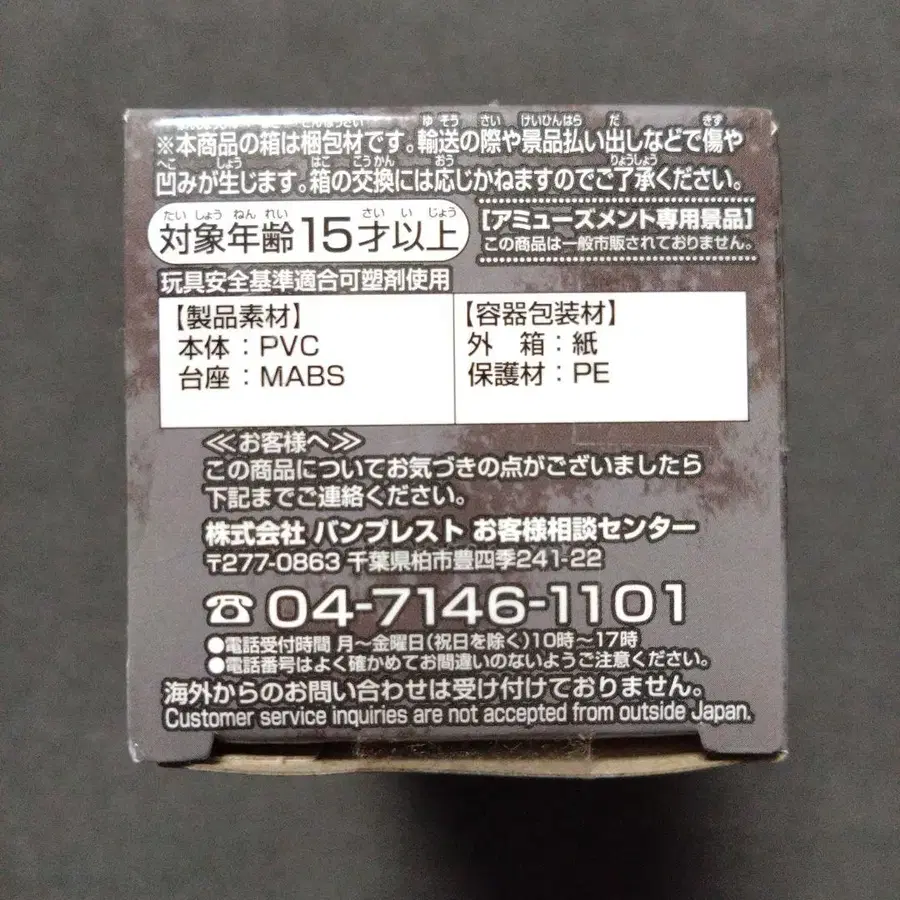 ※本商品の箱は梱包材です。輸送の際や景品払い出しなどで傷や
凹みが生じます。箱の交換には応じかねますのでご了承ください。
対象年齢15才以上
[アミューズメント専用景品]
この商品は一般市販されておりません。
玩具安全基準適合可塑剤使用
【製品素材】
本体：PVC
台座：MABS
【容器包装材】
外 箱：紙
保護材：PE
≪お客様へ≫
この商品についてお気づきの点がございましたら
下記までご連絡ください。
株式会社 バンプレスト お客様相談センター
〒277-0863 千葉県柏市豊四季241-22
☎04-7146-1101
●電話受付時間 月～金曜日(祝日を除く)10時～17時
●電話番号はよく確かめてお間違いのないようご注意ください。
海外からのお問い合わせは受け付けておりません。
Customer service inquiries are not accepted from outside Japan.